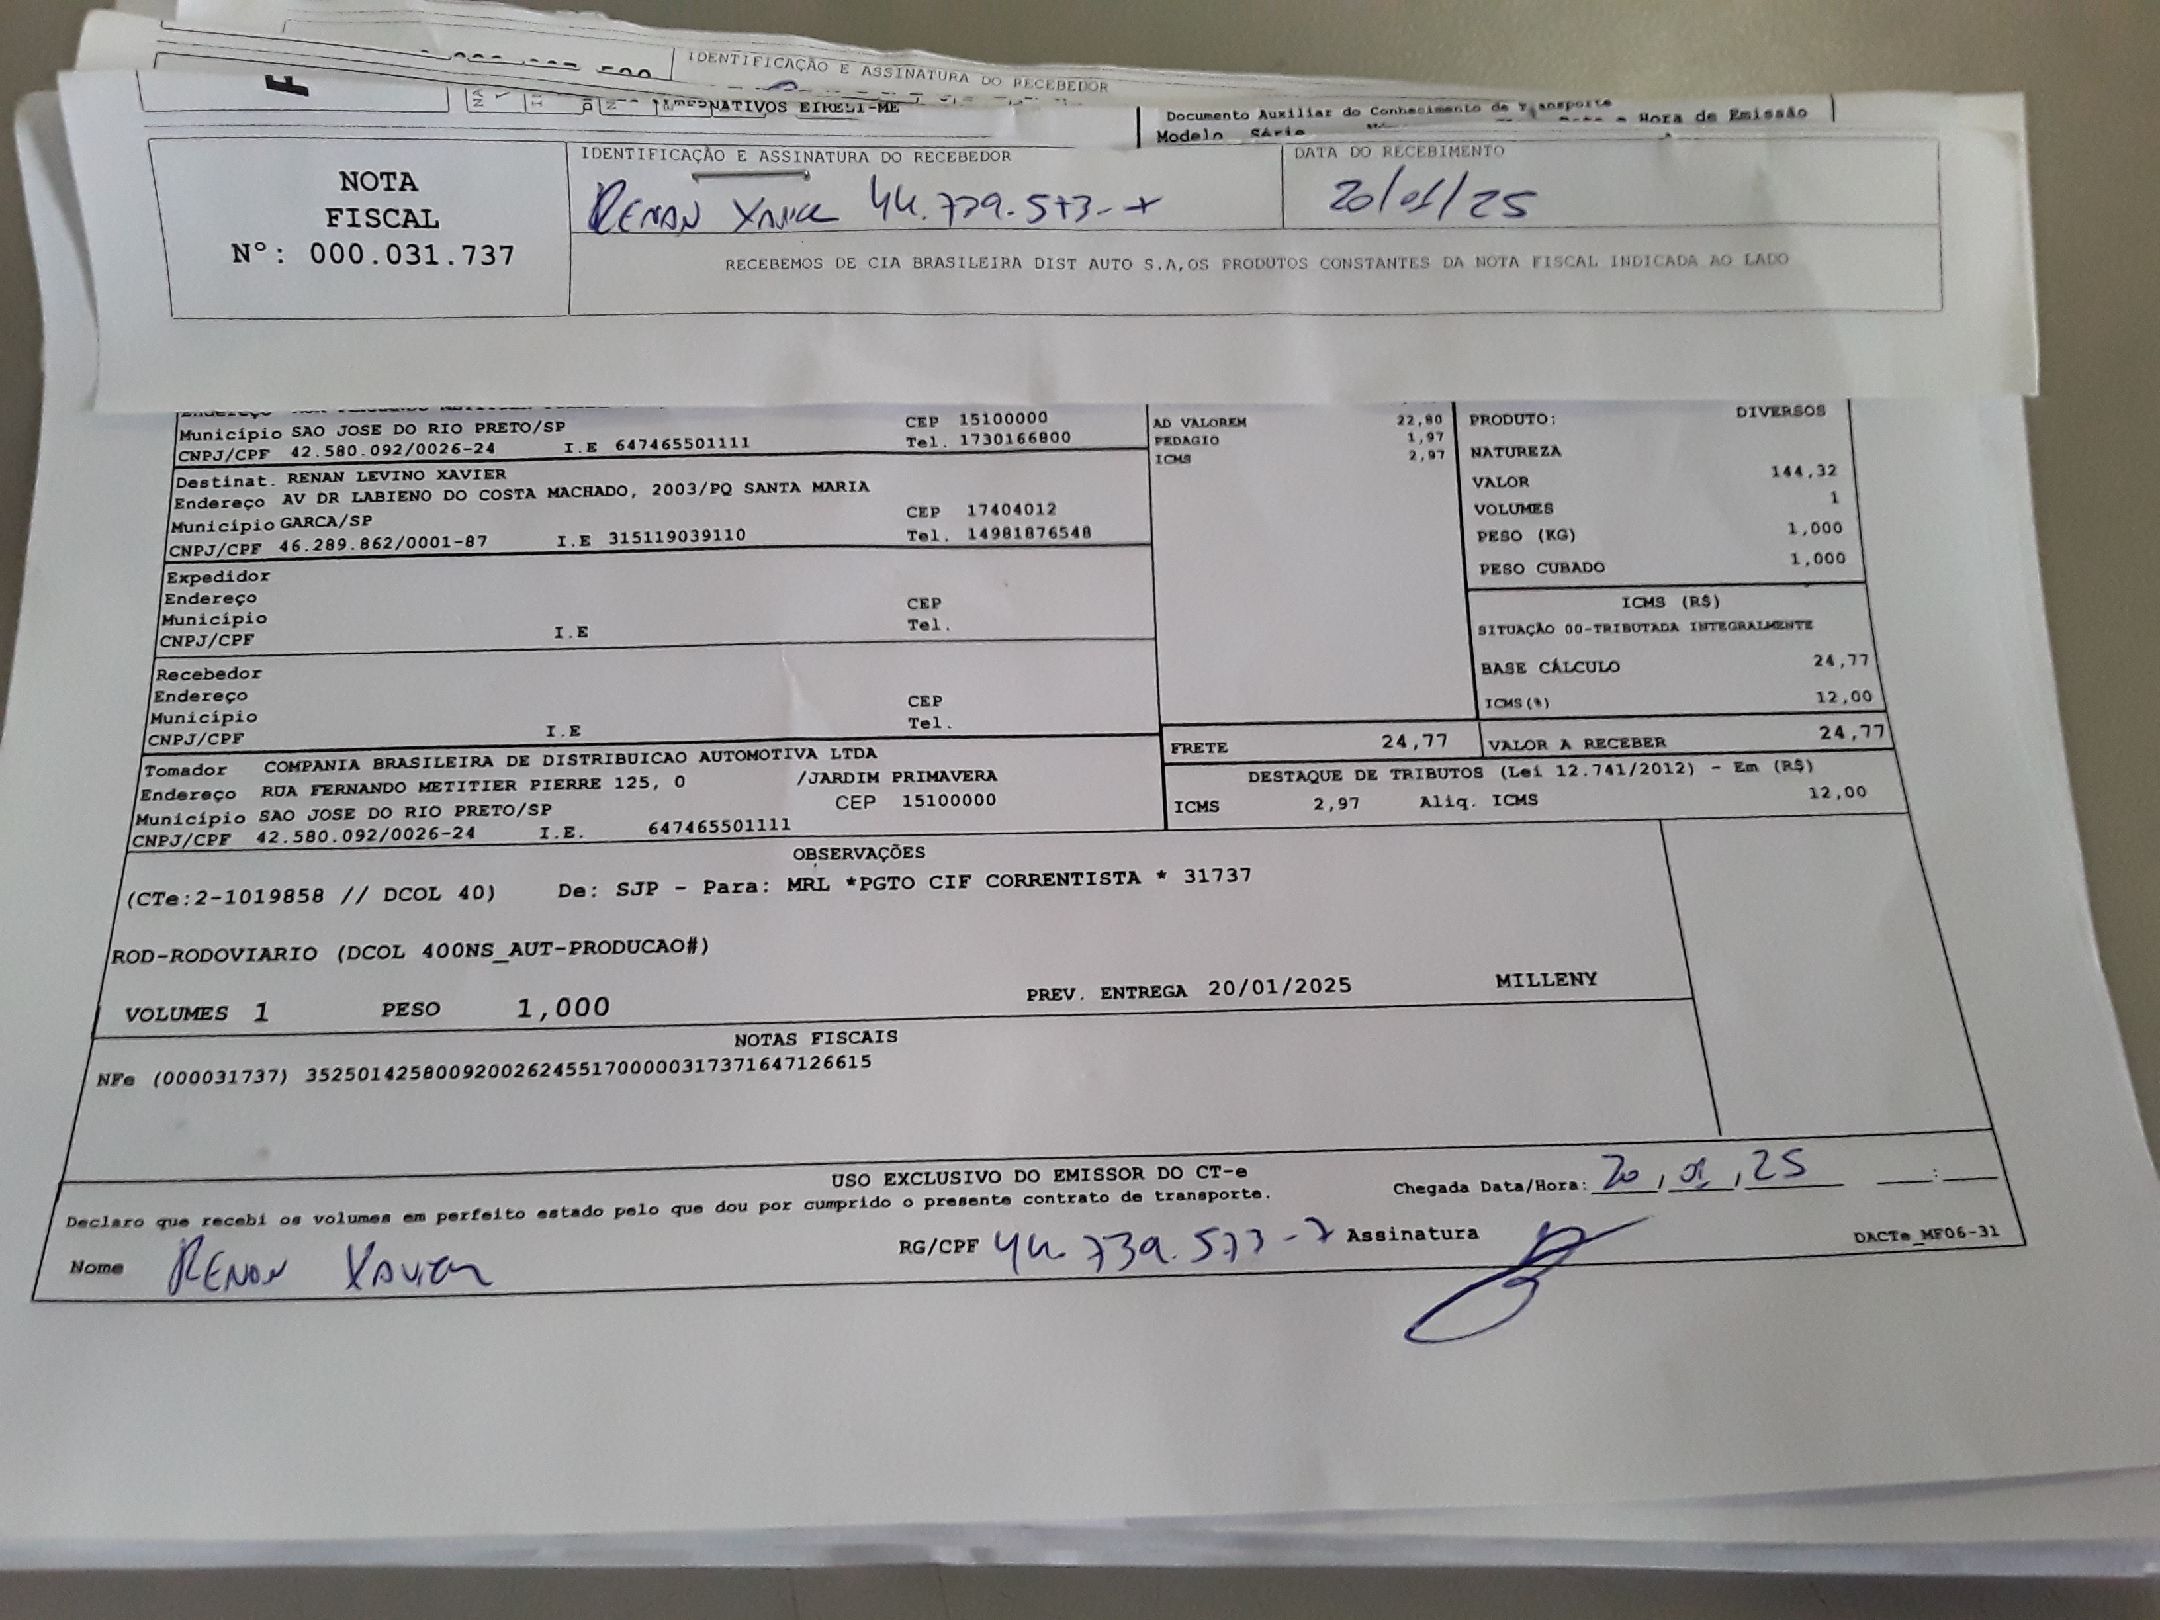 IDENTIFICAÇÃO E ASSINATURA DO RECEBEDOR
NATIVOS EIRELI-ME
Documento Auxiliar do Conhecimento de Transporte
Modelo Série Hora de Emissão
NOTA
FISCAL
Nº: 000.031.737
IDENTIFICAÇÃO E ASSINATURA DO RECEBEDOR
RENAN XAVIER
DATA DO RECEBIMENTO
20/01/25
RECEBEMOS DE CIA BRASILEIRA DIST AUTO S.A,OS PRODUTOS CONSTANTES DA NOTA FISCAL INDICADA AO LADO
Endereço CEP 15100000
Município SAO JOSE DO RIO PRETO/SP Tel. 1730166800
CNPJ/CPF 42.580.092/0026-24 I.E 647465501111
Destinat. RENAN LEVINO XAVIER
Endereço AV DR LABIENO DO COSTA MACHADO, 2003/PQ SANTA MARIA
Município GARCA/SP CEP 17404012
CNPJ/CPF 46.289.862/0001-87 I.E 315119039110 Tel. 14981876548
Expedidor
Endereço
Município CEP
CNPJ/CPF I.E Tel.
Recebedor
Endereço
Município CEP
CNPJ/CPF I.E Tel.
Tomador COMPANIA BRASILEIRA DE DISTRIBUICAO AUTOMOTIVA LTDA
Endereço RUA FERNANDO METITIER PIERRE 125, 0 /JARDIM PRIMAVERA
Município SAO JOSE DO RIO PRETO/SP CEP 15100000
CNPJ/CPF 42.580.092/0026-24 I.E. 647465501111
AD VALOREM 22,80
PEDAGIO 1,97
ICMS 2,97
PRODUTO: DIVERSOS
NATUREZA
VALOR 144,32
VOLUMES 1
PESO (KG) 1,000
PESO CUBADO 1,000
ICMS (R$)
SITUAÇÃO 00-TRIBUTADA INTEGRALMENTE
BASE CÁLCULO 24,77
ICMS(%) 12,00
FRETE 24,77 VALOR A RECEBER 24,77
DESTAQUE DE TRIBUTOS (Lei 12.741/2012) - Em (R$)
ICMS 2,97 Aliq. ICMS 12,00
OBSERVAÇÕES
(CTe:2-1019858 // DCOL 40) De: SJP - Para: MRL *PGTO CIF CORRENTISTA * 31737
ROD-RODOVIARIO (DCOL 400NS_AUT-PRODUCAO#)
VOLUMES 1 PESO 1,000 PREV. ENTREGA 20/01/2025 MILLENY
NOTAS FISCAIS
NFe (000031737) 35250142580092002624551700000317371647126615
USO EXCLUSIVO DO EMISSOR DO CT-e
Declaro que recebi os volumes em perfeito estado pelo que dou por cumprido o presente contrato de transporte.
Chegada Data/Hora: 20, 01, 25 :
Nome RENAN XAVIER RG/CPF 44.739.573-7 Assinatura
DACTe_MF06-31